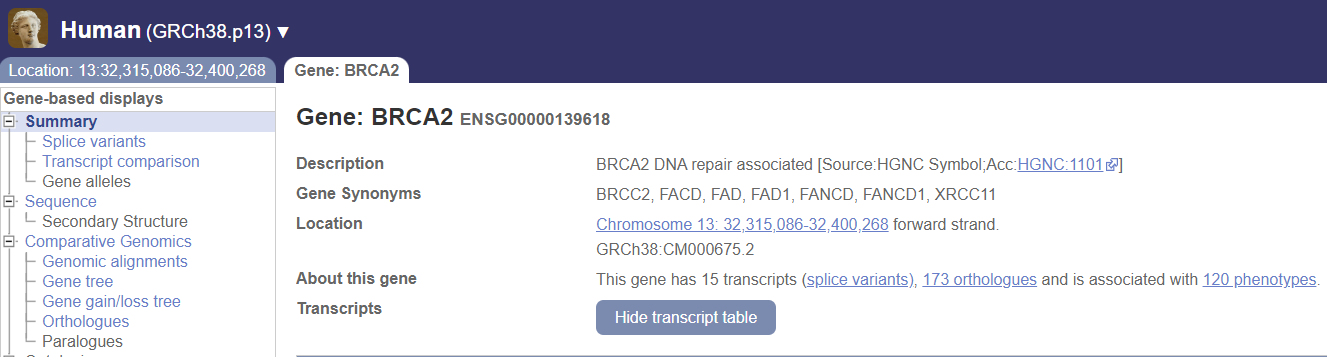 Human (GRCh38.p13) ▼
Location: 13:32,315,086-32,400,268
Gene: BRCA2
Gene-based displays
Summary
Splice variants
Transcript comparison
Gene alleles
Sequence
Secondary Structure
Comparative Genomics
Genomic alignments
Gene tree
Gene gain/loss tree
Orthologues
Paralogues
Gene: BRCA2 ENSG00000139618
Description BRCA2 DNA repair associated [Source:HGNC Symbol;Acc:HGNC:1101]
Gene Synonyms BRCC2, FACD, FAD, FAD1, FANCD, FANCD1, XRCC11
Location Chromosome 13: 32,315,086-32,400,268 forward strand.
GRCh38:CM000675.2
About this gene This gene has 15 transcripts (splice variants), 173 orthologues and is associated with 120 phenotypes.
Transcripts Hide transcript table